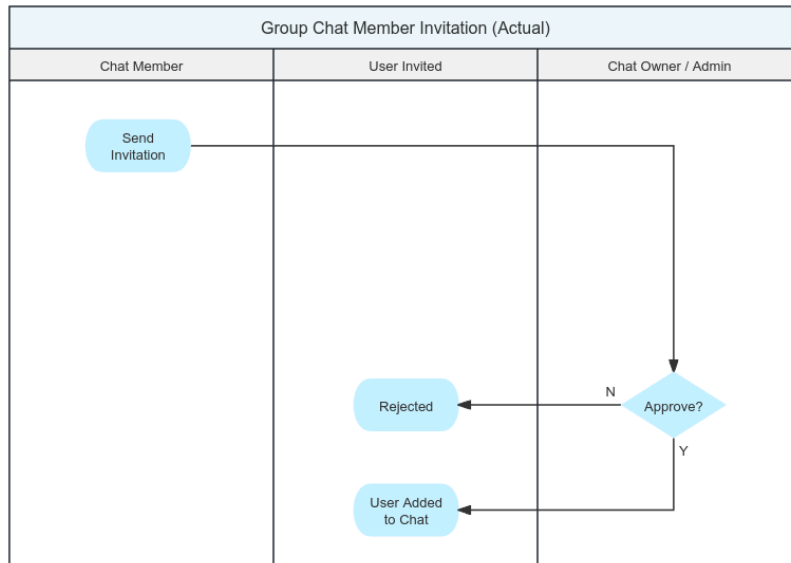 Group Chat Member Invitation (Actual)
Chat Member
User Invited
Chat Owner / Admin
Send
Invitation
Rejected
N
Approve?
Y
User Added
to Chat